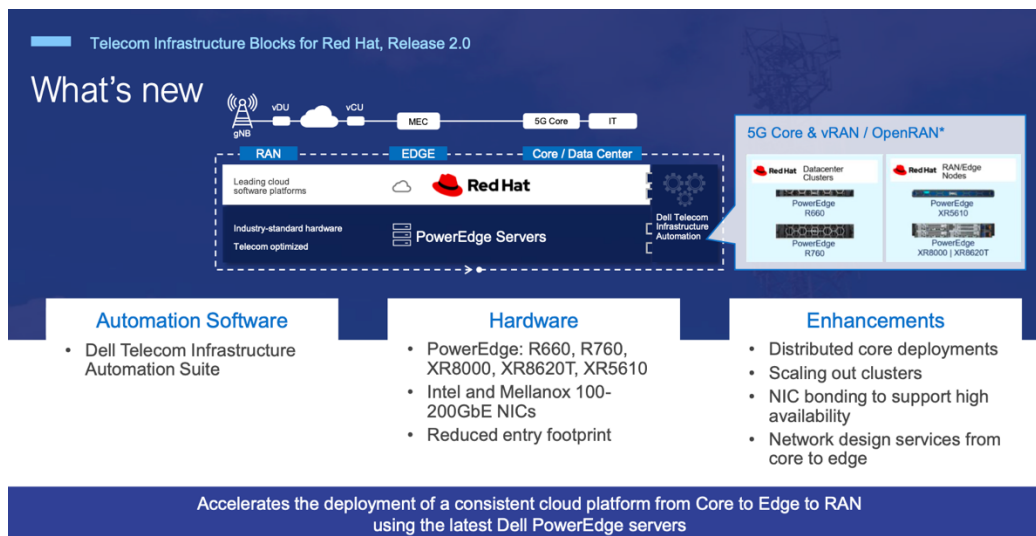 Telecom Infrastructure Blocks for Red Hat, Release 2.0
What's new
vDU
vCU
gNB
MEC
5G Core
IT
RAN
EDGE
Core / Data Center
Leading cloud
software platforms
Red Hat
Industry-standard hardware
Telecom optimized
PowerEdge Servers
Dell Telecom
Infrastructure
Automation
5G Core & vRAN / OpenRAN*
Red Hat
Datacenter
Clusters
PowerEdge
R660
PowerEdge
R760
Red Hat
RAN/Edge
Nodes
PowerEdge
XR5610
PowerEdge
XR8000 | XR8620T
Automation Software
• Dell Telecom Infrastructure
Automation Suite
Hardware
• PowerEdge: R660, R760,
XR8000, XR8620T, XR5610
• Intel and Mellanox 100-
200GbE NICs
• Reduced entry footprint
Enhancements
• Distributed core deployments
• Scaling out clusters
• NIC bonding to support high
availability
• Network design services from
core to edge
Accelerates the deployment of a consistent cloud platform from Core to Edge to RAN
using the latest Dell PowerEdge servers